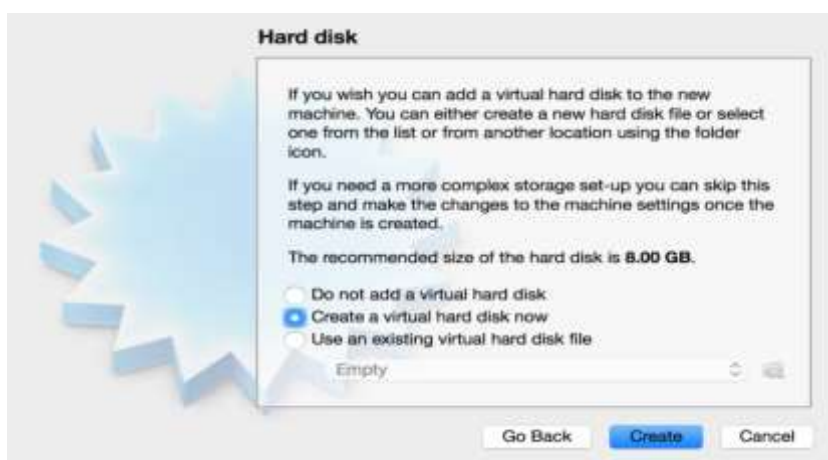 Hard disk
If you wish you can add a virtual hard disk to the new
machine. You can either create a new hard disk file or select
one from the list or from another location using the folder
icon.
If you need a more complex storage set-up you can skip this
step and make the changes to the machine settings once the
machine is created.
The recommended size of the hard disk is 8.00 GB.
Do not add a virtual hard disk
Create a virtual hard disk now
Use an existing virtual hard disk file
Empty
Go Back Create Cancel